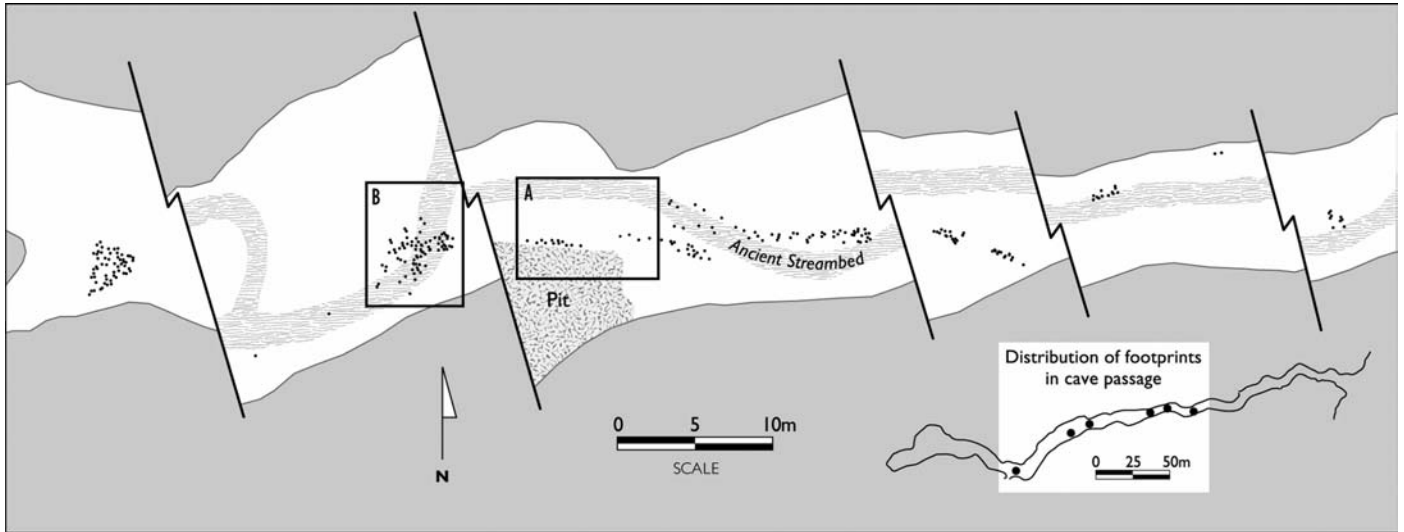 B
A
Ancient Streambed
Pit
N
0 5 10m
SCALE
Distribution of footprints
in cave passage
0 25 50m